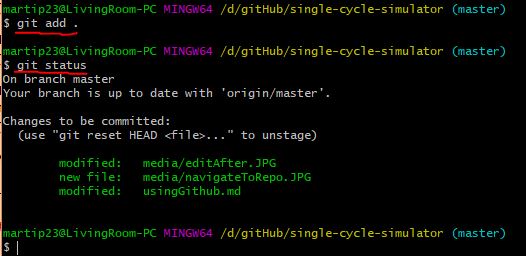 martip23@LivingRoom-PC MINGW64 /d/gitHub/single-cycle-simulator (master)
$ git add .
martip23@LivingRoom-PC MINGW64 /d/gitHub/single-cycle-simulator (master)
$ git status
On branch master
Your branch is up to date with 'origin/master'.
Changes to be committed:
(use "git reset HEAD <file>..." to unstage)
modified: media/editAfter.JPG
new file: media/navigateToRepo.JPG
modified: usingGithub.md
martip23@LivingRoom-PC MINGW64 /d/gitHub/single-cycle-simulator (master)
$